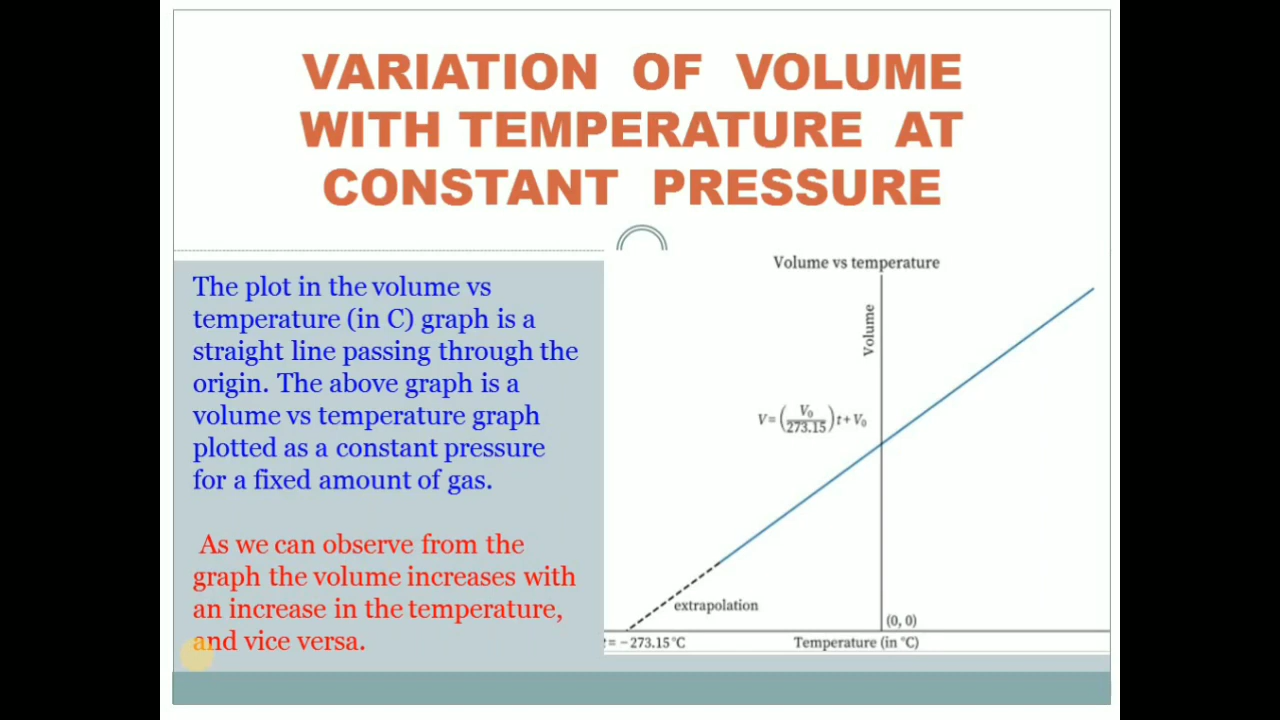 VARIATION OF VOLUME
WITH TEMPERATURE AT
CONSTANT PRESSURE
The plot in the volume vs
temperature (in C) graph is a
straight line passing through the
origin. The above graph is a
volume vs temperature graph
plotted as a constant pressure
for a fixed amount of gas.
As we can observe from the
graph the volume increases with
an increase in the temperature,
and vice versa.
Volume vs temperature
Volume
V=(V₀/273.15)t+V₀
extrapolation
(0, 0)
t=−273.15°C
Temperature (in °C)